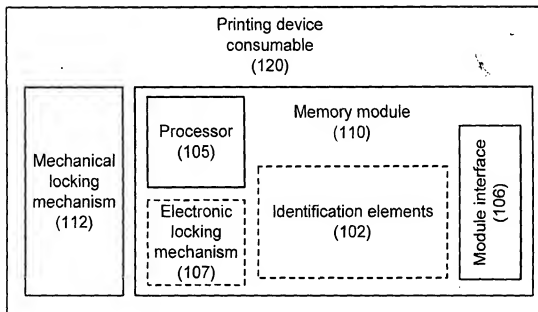 Printing device
consumable
(120)
Mechanical
locking
mechanism
(112)
Processor
(105)
Electronic
locking
mechanism
(107)
Memory module
(110)
Identification elements
(102)
Module interface
(106)